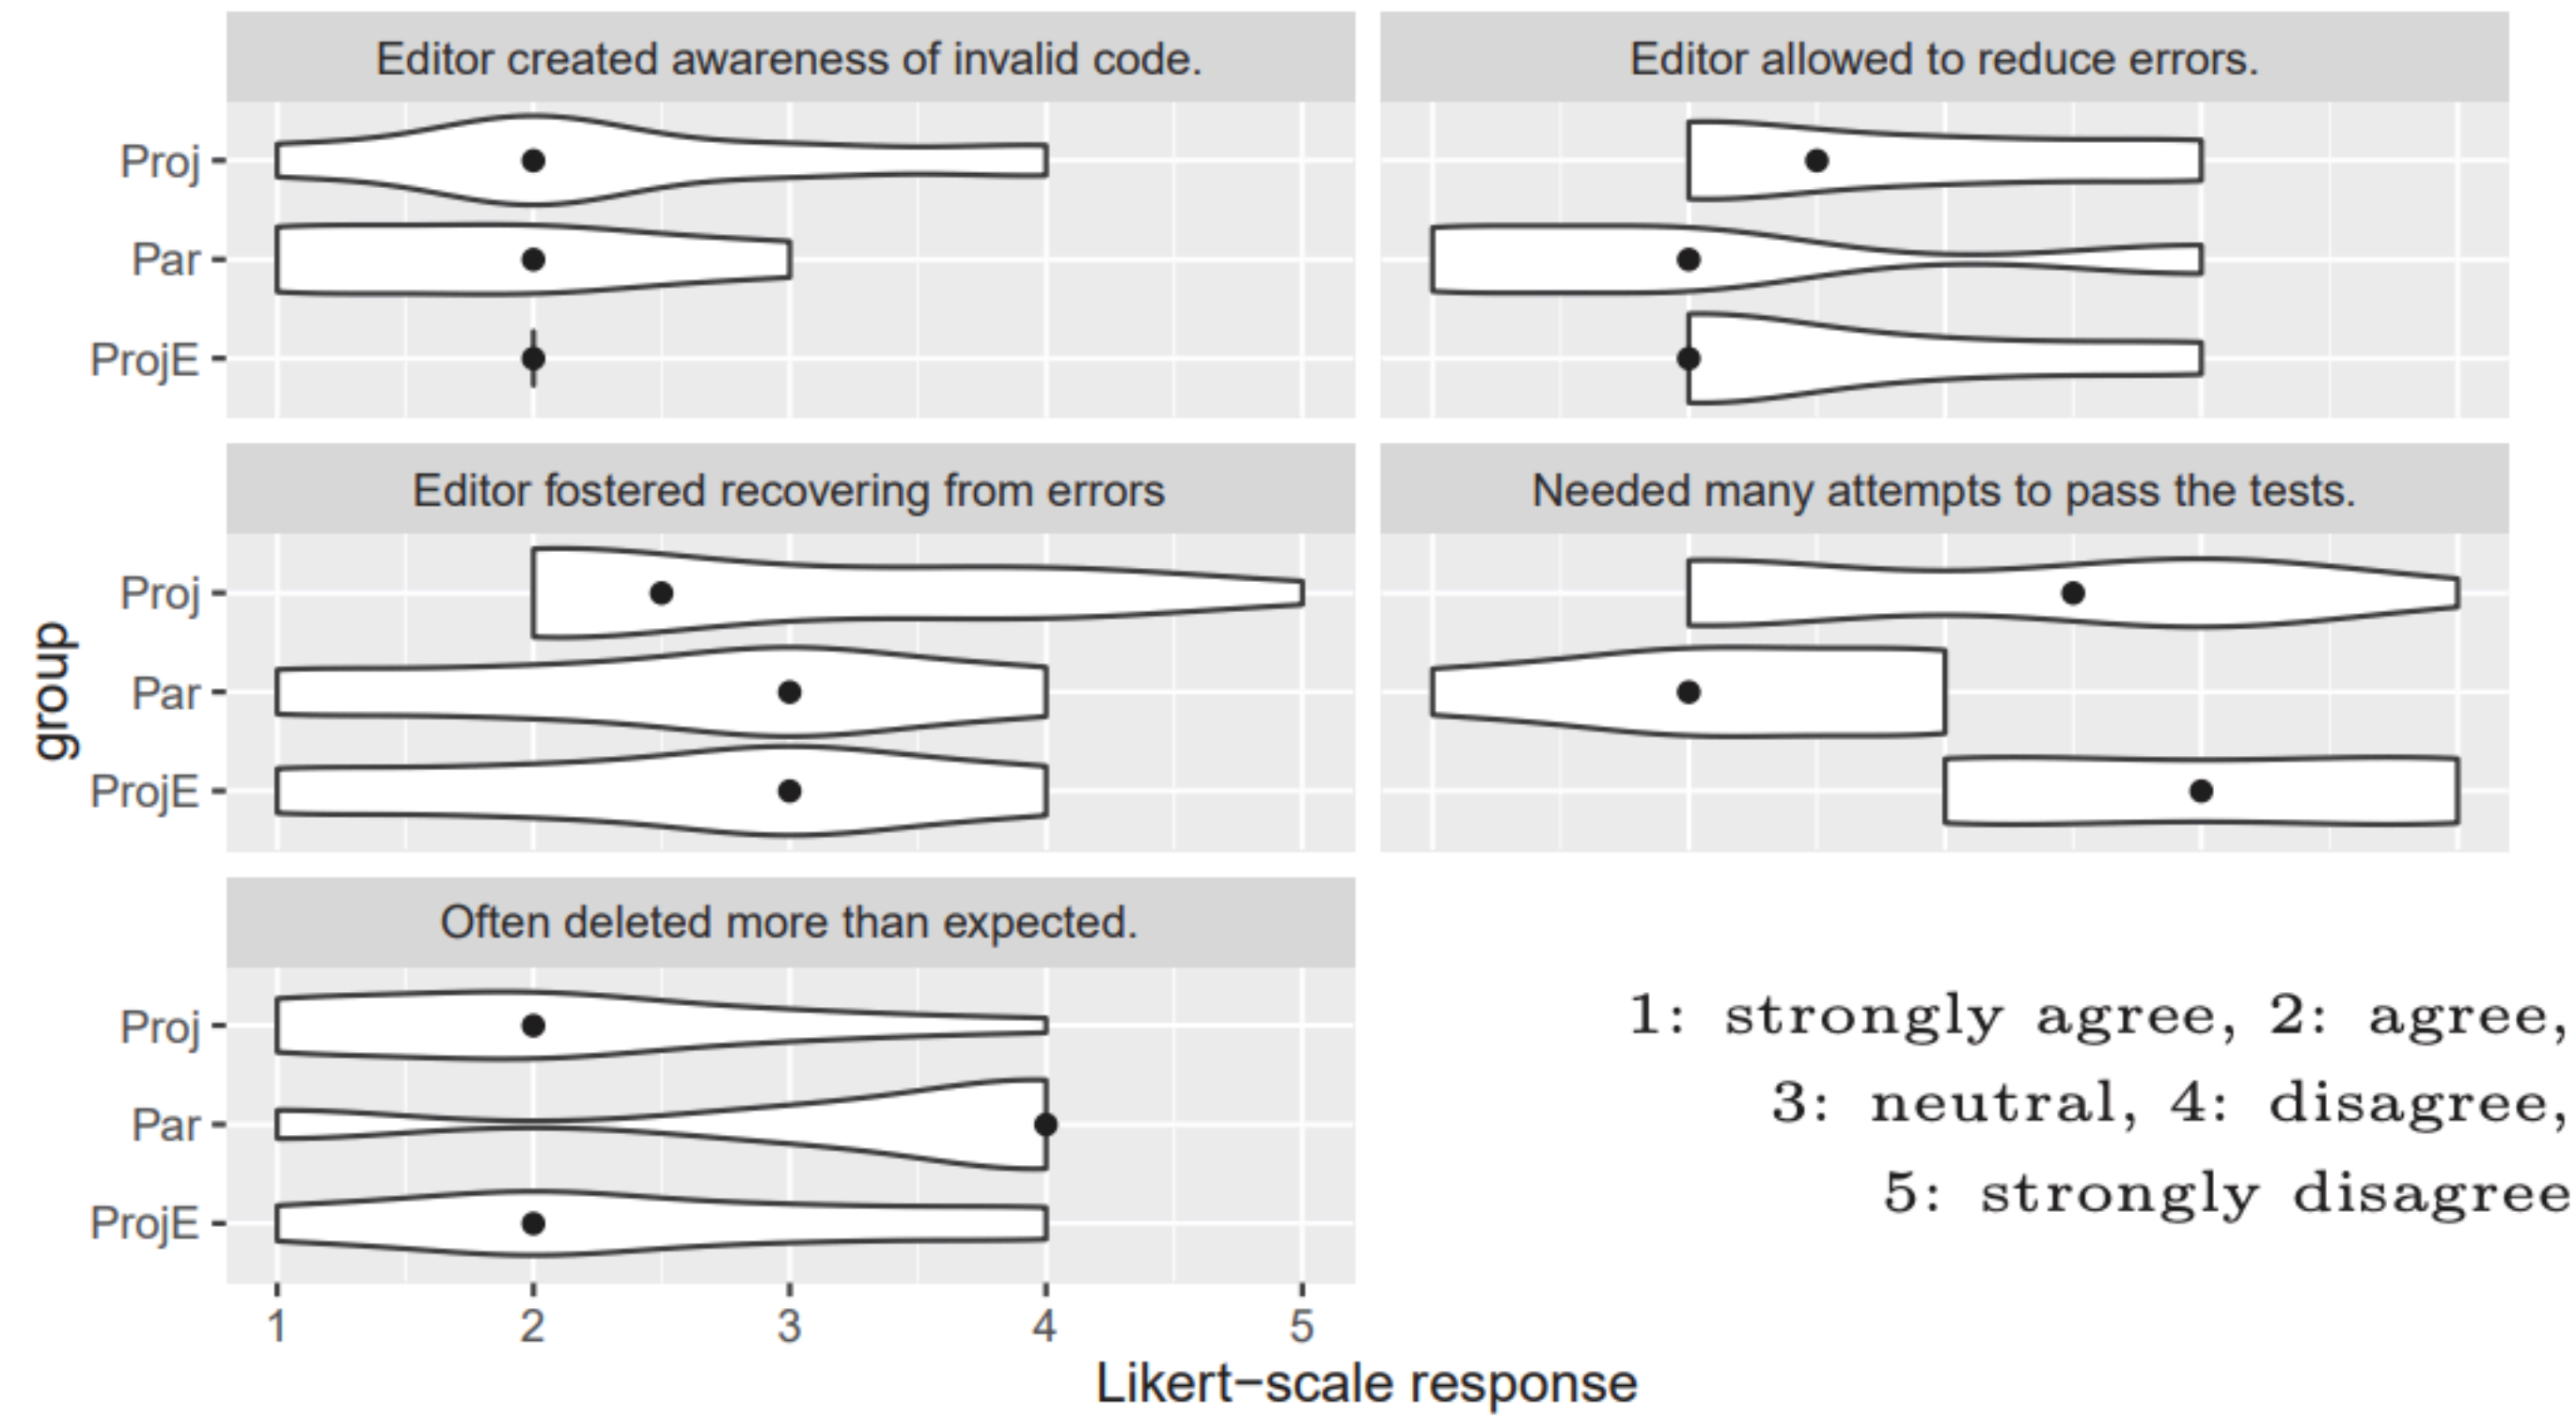 Editor created awareness of invalid code.
Editor allowed to reduce errors.
Proj
Par
ProjE
Editor fostered recovering from errors
Needed many attempts to pass the tests.
Proj
Par
ProjE
group
Often deleted more than expected.
Proj
Par
ProjE
1: strongly agree, 2: agree,
3: neutral, 4: disagree,
5: strongly disagree
1 2 3 4 5
Likert−scale response